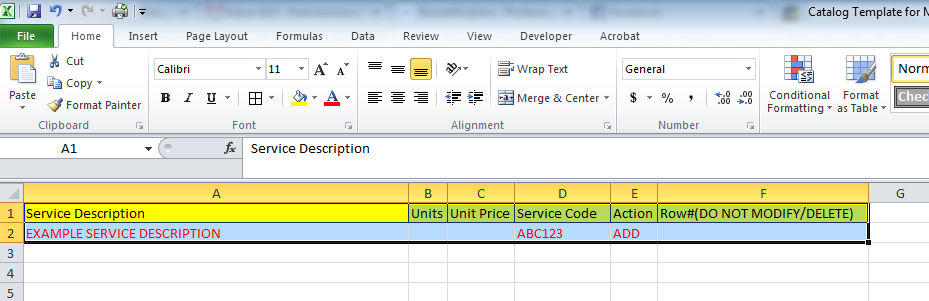 Catalog Template for M
File Home Insert Page Layout Formulas Data Review View Developer Acrobat
Paste
Cut
Copy
Format Painter
Clipboard
Calibri 11 A A
B I U A
Font
Wrap Text
Merge & Center
Alignment
General
$ % , .00 .0 .00
Number
Conditional Formatting
Format as Table
Norm
Chec
A1 fx Service Description
A B C D E F G
1 Service Description Units Unit Price Service Code Action Row#(DO NOT MODIFY/DELETE)
2 EXAMPLE SERVICE DESCRIPTION ABC123 ADD
3
4
5